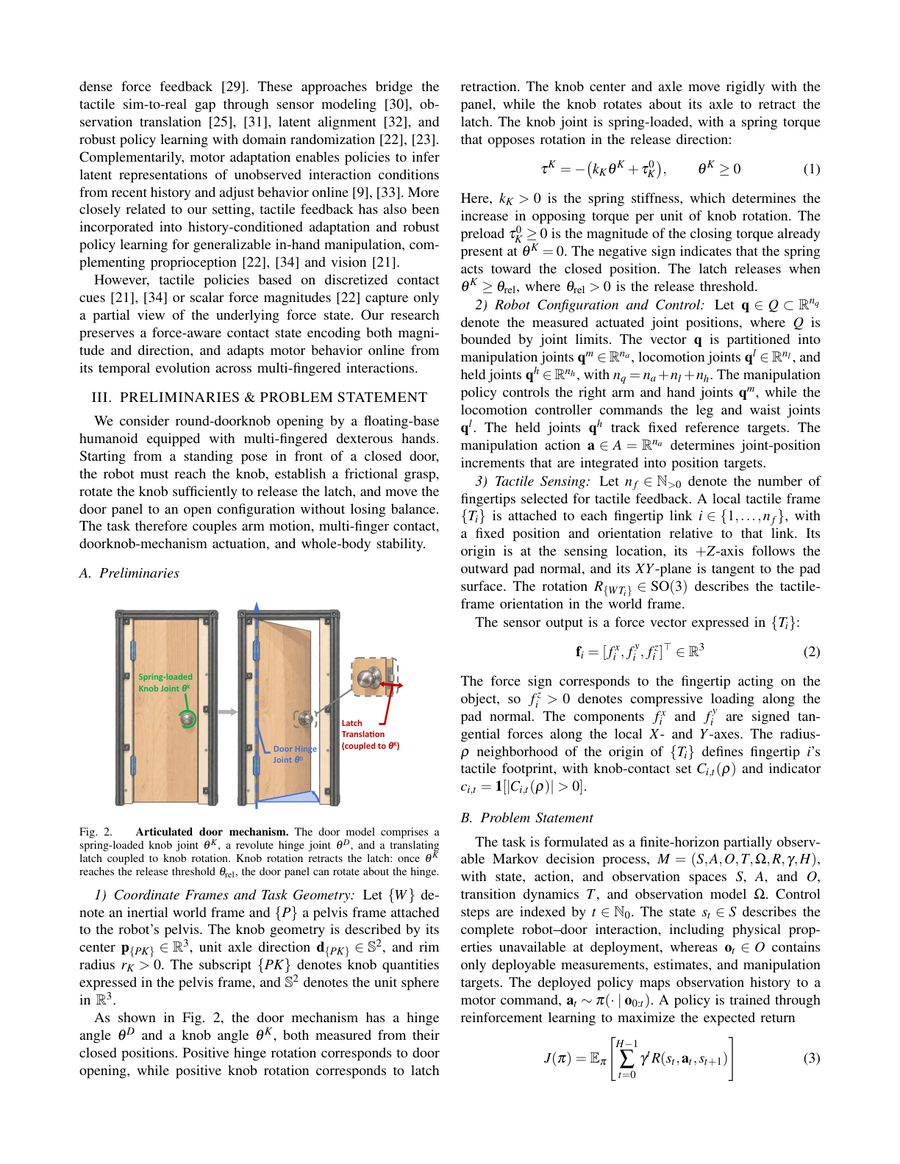 dense force feedback [29]. These approaches bridge the
tactile sim-to-real gap through sensor modeling [30], ob-
servation translation [25], [31], latent alignment [32], and
robust policy learning with domain randomization [22], [23].
Complementarily, motor adaptation enables policies to infer
latent representations of unobserved interaction conditions
from recent history and adjust behavior online [9], [33]. More
closely related to our setting, tactile feedback has also been
incorporated into history-conditioned adaptation and robust
policy learning for generalizable in-hand manipulation, com-
plementing proprioception [22], [34] and vision [21].
However, tactile policies based on discretized contact
cues [21], [34] or scalar force magnitudes [22] capture only
a partial view of the underlying force state. Our research
preserves a force-aware contact state encoding both magni-
tude and direction, and adapts motor behavior online from
its temporal evolution across multi-fingered interactions.
III. PRELIMINARIES & PROBLEM STATEMENT
We consider round-doorknob opening by a floating-base
humanoid equipped with multi-fingered dexterous hands.
Starting from a standing pose in front of a closed door,
the robot must reach the knob, establish a frictional grasp,
rotate the knob sufficiently to release the latch, and move the
door panel to an open configuration without losing balance.
The task therefore couples arm motion, multi-finger contact,
doorknob-mechanism actuation, and whole-body stability.
A. Preliminaries
Spring-loaded
Knob Joint θᴷ
Door Hinge
Joint θᴰ
Latch
Translation
(coupled to θᴷ)
Fig. 2. Articulated door mechanism. The door model comprises a
spring-loaded knob joint θ^K, a revolute hinge joint θ^D, and a translating
latch coupled to knob rotation. Knob rotation retracts the latch: once θ^K
reaches the release threshold θ_rel, the door panel can rotate about the hinge.
1) Coordinate Frames and Task Geometry: Let {W} de-
note an inertial world frame and {P} a pelvis frame attached
to the robot's pelvis. The knob geometry is described by its
center p_{PK} ∈ ℝ³, unit axle direction d_{PK} ∈ 𝕊², and rim
radius r_K > 0. The subscript {PK} denotes knob quantities
expressed in the pelvis frame, and 𝕊² denotes the unit sphere
in ℝ³.
As shown in Fig. 2, the door mechanism has a hinge
angle θ^D and a knob angle θ^K, both measured from their
closed positions. Positive hinge rotation corresponds to door
opening, while positive knob rotation corresponds to latch
retraction. The knob center and axle move rigidly with the
panel, while the knob rotates about its axle to retract the
latch. The knob joint is spring-loaded, with a spring torque
that opposes rotation in the release direction:
τ^K = −(k_K θ^K + τ_K^0), θ^K ≥ 0 (1)
Here, k_K > 0 is the spring stiffness, which determines the
increase in opposing torque per unit of knob rotation. The
preload τ_K^0 ≥ 0 is the magnitude of the closing torque already
present at θ^K = 0. The negative sign indicates that the spring
acts toward the closed position. The latch releases when
θ^K ≥ θ_rel, where θ_rel > 0 is the release threshold.
2) Robot Configuration and Control: Let q ∈ Q ⊂ ℝ^{n_q}
denote the measured actuated joint positions, where Q is
bounded by joint limits. The vector q is partitioned into
manipulation joints q^m ∈ ℝ^{n_a}, locomotion joints q^l ∈ ℝ^{n_l}, and
held joints q^h ∈ ℝ^{n_h}, with n_q = n_a + n_l + n_h. The manipulation
policy controls the right arm and hand joints q^m, while the
locomotion controller commands the leg and waist joints
q^l. The held joints q^h track fixed reference targets. The
manipulation action a ∈ A = ℝ^{n_a} determines joint-position
increments that are integrated into position targets.
3) Tactile Sensing: Let n_f ∈ ℕ_{>0} denote the number of
fingertips selected for tactile feedback. A local tactile frame
{T_i} is attached to each fingertip link i ∈ {1,...,n_f}, with
a fixed position and orientation relative to that link. Its
origin is at the sensing location, its +Z-axis follows the
outward pad normal, and its XY-plane is tangent to the pad
surface. The rotation R_{WT_i} ∈ SO(3) describes the tactile-
frame orientation in the world frame.
The sensor output is a force vector expressed in {T_i}:
f_i = [f_i^x, f_i^y, f_i^z]^⊤ ∈ ℝ³ (2)
The force sign corresponds to the fingertip acting on the
object, so f_i^z > 0 denotes compressive loading along the
pad normal. The components f_i^x and f_i^y are signed tan-
gential forces along the local X- and Y-axes. The radius-
ρ neighborhood of the origin of {T_i} defines fingertip i's
tactile footprint, with knob-contact set C_{i,t}(ρ) and indicator
c_{i,t} = 1[|C_{i,t}(ρ)| > 0].
B. Problem Statement
The task is formulated as a finite-horizon partially observ-
able Markov decision process, M = (S,A,O,T,Ω,R,γ,H),
with state, action, and observation spaces S, A, and O,
transition dynamics T, and observation model Ω. Control
steps are indexed by t ∈ ℕ₀. The state s_t ∈ S describes the
complete robot–door interaction, including physical prop-
erties unavailable at deployment, whereas o_t ∈ O contains
only deployable measurements, estimates, and manipulation
targets. The deployed policy maps observation history to a
motor command, a_t ∼ π(· | o_{0:t}). A policy is trained through
reinforcement learning to maximize the expected return
J(π) = 𝔼_π [ ∑_{t=0}^{H−1} γ^t R(s_t, a_t, s_{t+1}) ] (3)